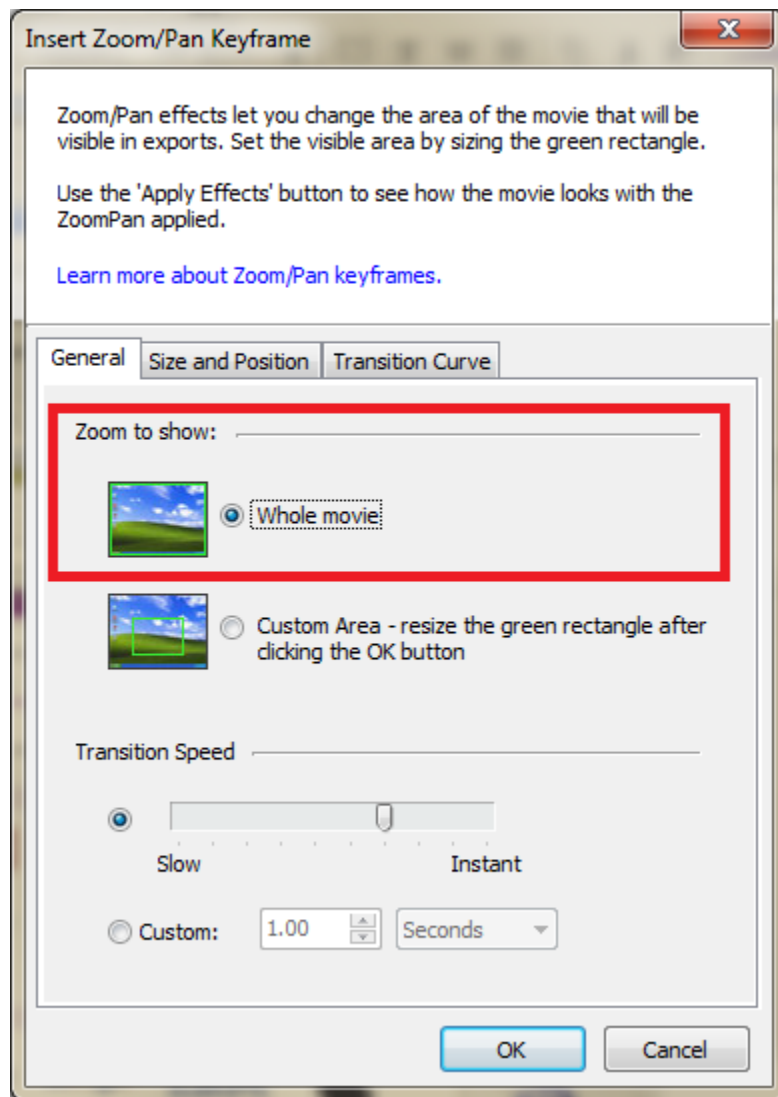 Insert Zoom/Pan Keyframe
Zoom/Pan effects let you change the area of the movie that will be
visible in exports. Set the visible area by sizing the green rectangle.
Use the 'Apply Effects' button to see how the movie looks with the
ZoomPan applied.
Learn more about Zoom/Pan keyframes.
General Size and Position Transition Curve
Zoom to show:
Whole movie
Custom Area - resize the green rectangle after
clicking the OK button
Transition Speed
Slow Instant
Custom: 1.00 Seconds
OK Cancel